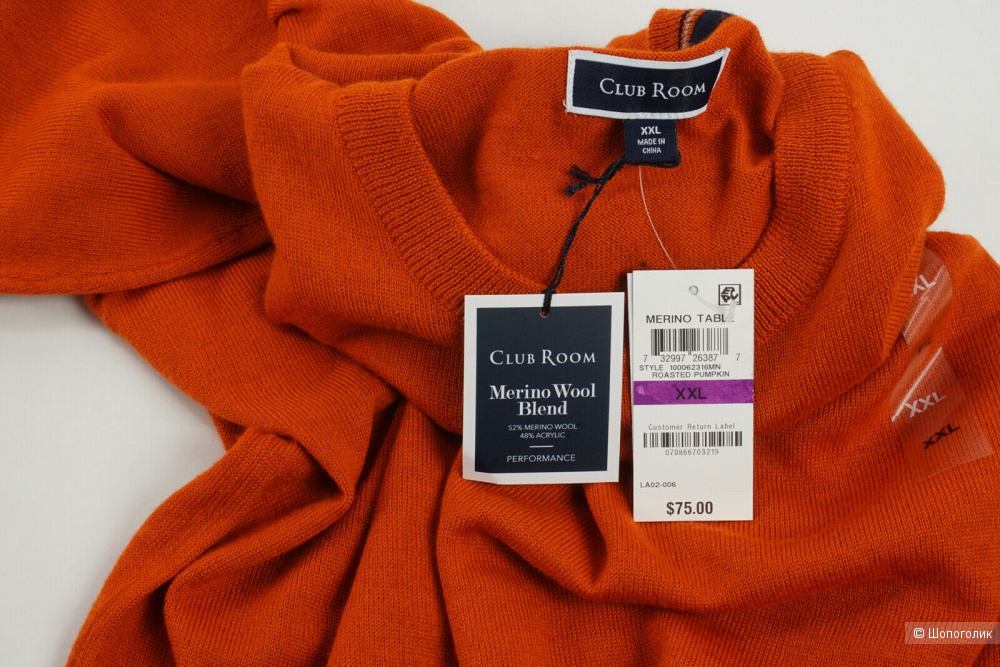 CLUB ROOM
XXL
MADE IN
CHINA
CLUB ROOM
Merino Wool
Blend
52% MERINO WOOL
48% ACRYLIC
PERFORMANCE
MERINO TABLE
7 32997 26387 7
STYLE 100062316MN
ROASTED PUMPKIN
XXL
Customer Return Label
070866703219
LA02-006
$75.00
XL
XXL
XXL
© Шопоголик